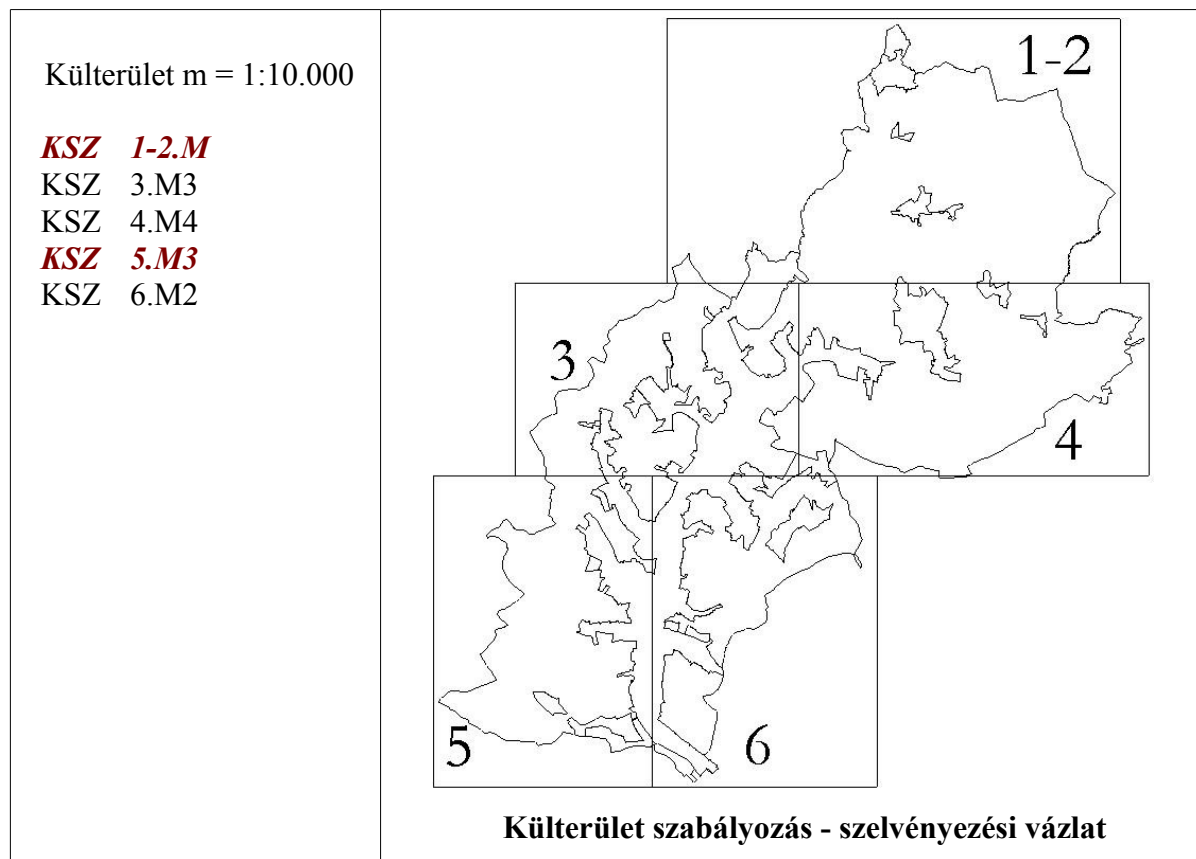 Külterület m = 1:10.000
KSZ 1-2.M
KSZ 3.M3
KSZ 4.M4
KSZ 5.M3
KSZ 6.M2
1-2
3
4
5
6
Külterület szabályozás - szelvényezési vázlat